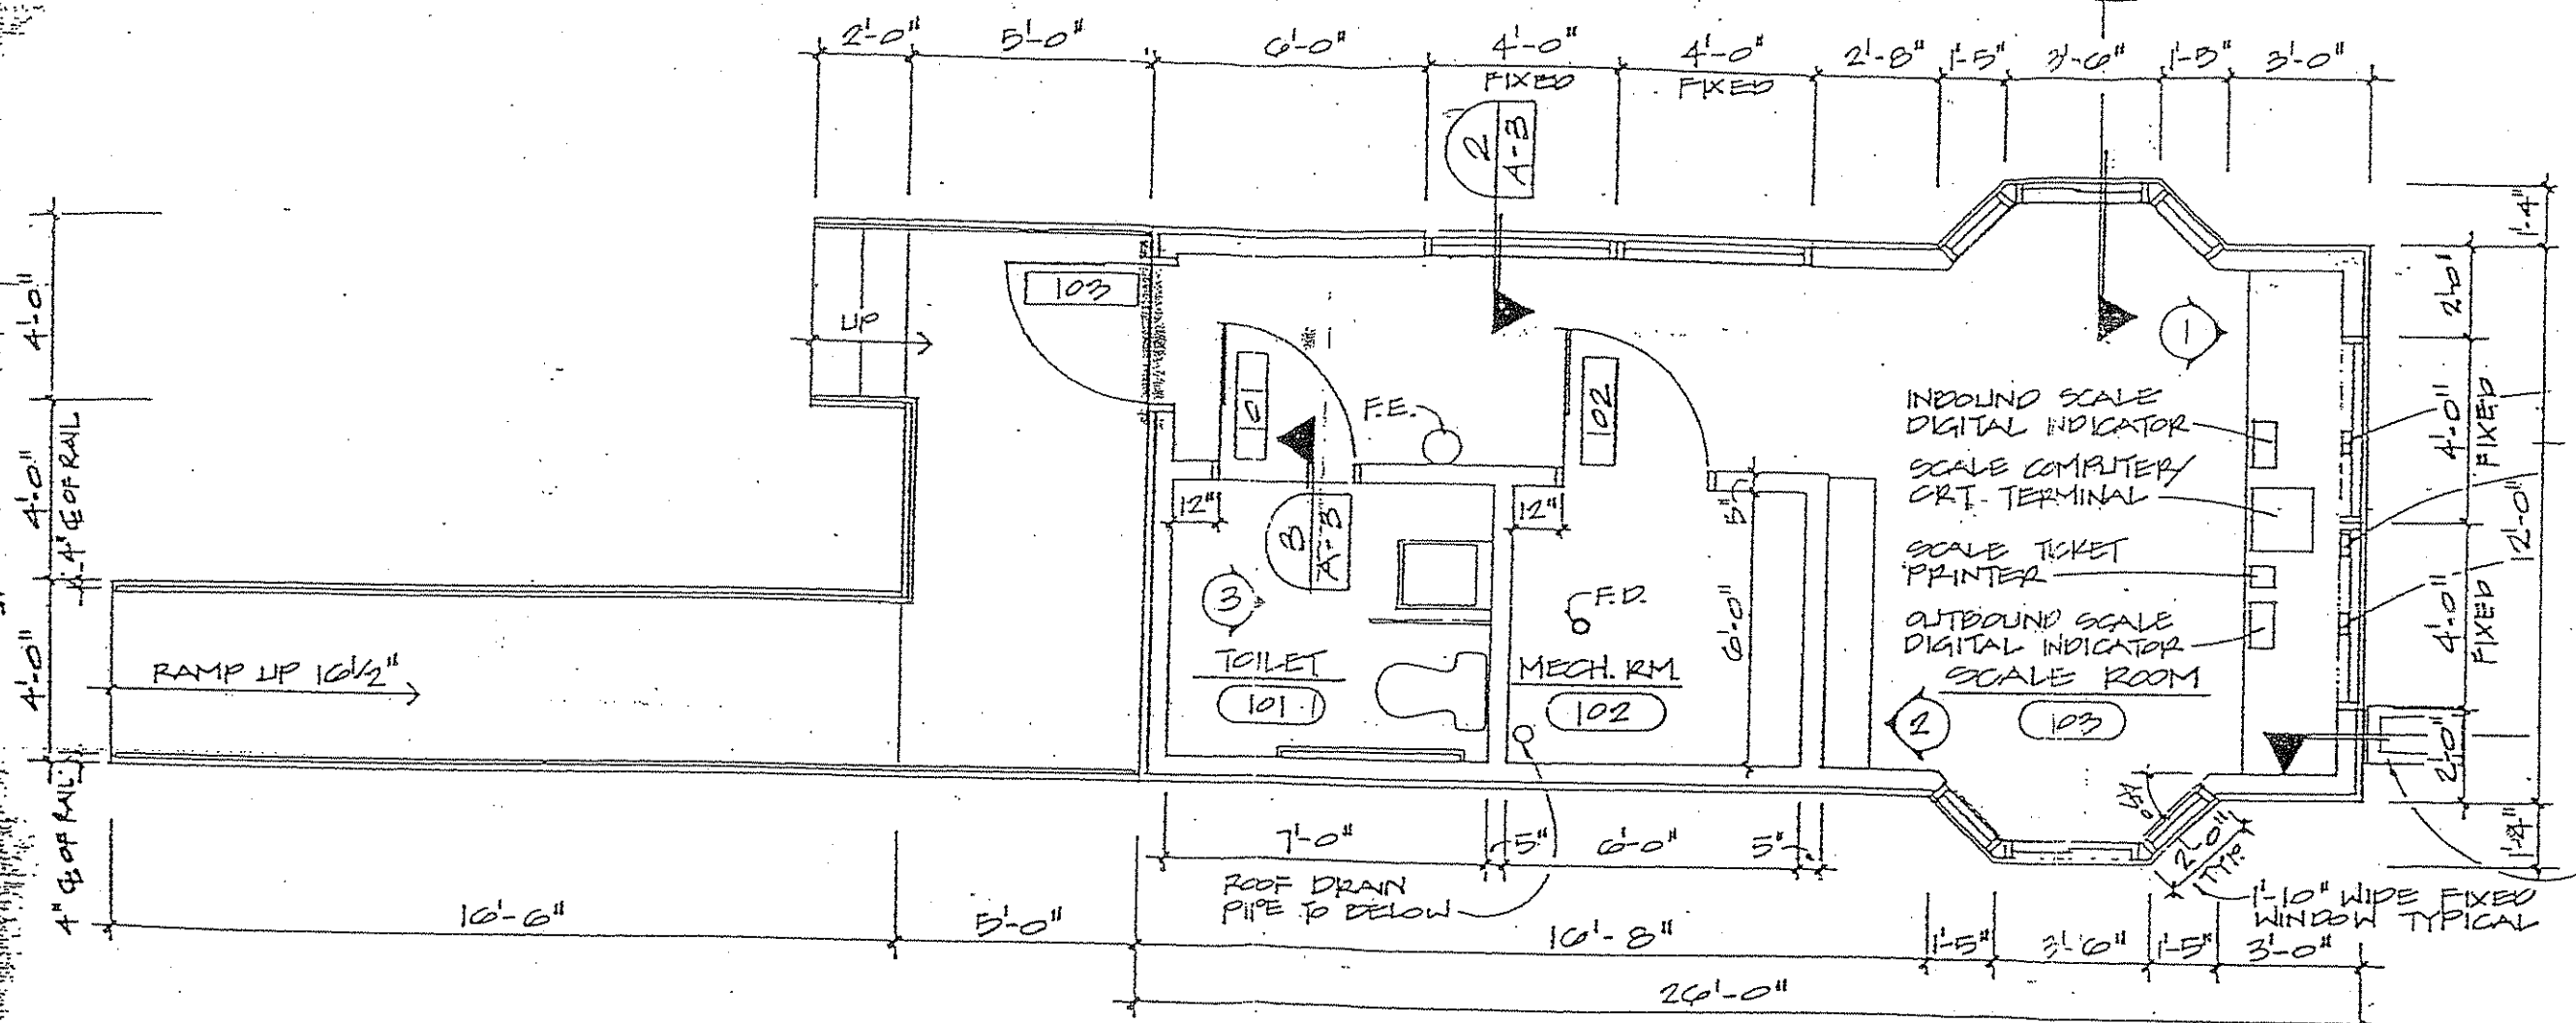 2'-0" 5'-0" 6'-0" 4'-0" 4'-0" 2'-8" 1'-5" 3'-6" 1'-5" 3'-0"
FIXED FIXED
2
A-3
1'-4"
4'-0"
103
UP
2'-0"
1
101
F.E.
102
INBOUND SCALE
DIGITAL INDICATOR
SCALE COMPUTER/
CRT. TERMINAL
SCALE TICKET
PRINTER
OUTBOUND SCALE
DIGITAL INDICATOR
4'-0"
FIXED
12'-0"
4'-0"
FIXED
2'-0"
1'-4"
4'-0"
4" ℄ OF RAIL
12"
3
A-3
12"
5"
3
F.D.
6'-0"
4'-0"
RAMP UP 16 1/2"
TOILET
101
MECH. RM.
102
SCALE ROOM
103
2
45°
4" ℄ OF RAIL
7'-0" 5" 6'-0" 5"
2'-0"
TYP.
ROOF DRAIN
PIPE TO BELOW
1'-10" WIDE FIXED
WINDOW TYPICAL
16'-6" 5'-0" 16'-8" 1'-5" 3'-6" 1'-5" 3'-0"
26'-0"